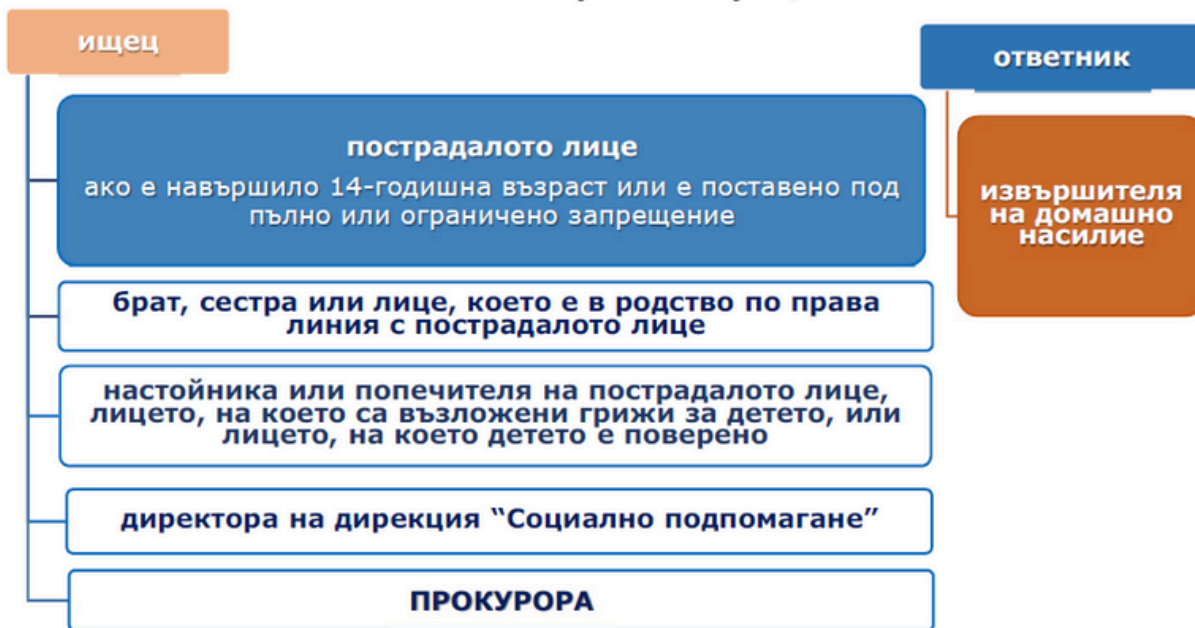 ищец
пострадалото лице
ако е навършило 14-годишна възраст или е поставено под
пълно или ограничено запрещение
брат, сестра или лице, което е в родство по права
линия с пострадалото лице
настойника или попечителя на пострадалото лице,
лицето, на което са възложени грижи за детето, или
лицето, на което детето е поверено
директора на дирекция “Социално подпомагане”
ПРОКУРОРА
ответник
извършителя
на домашно
насилие